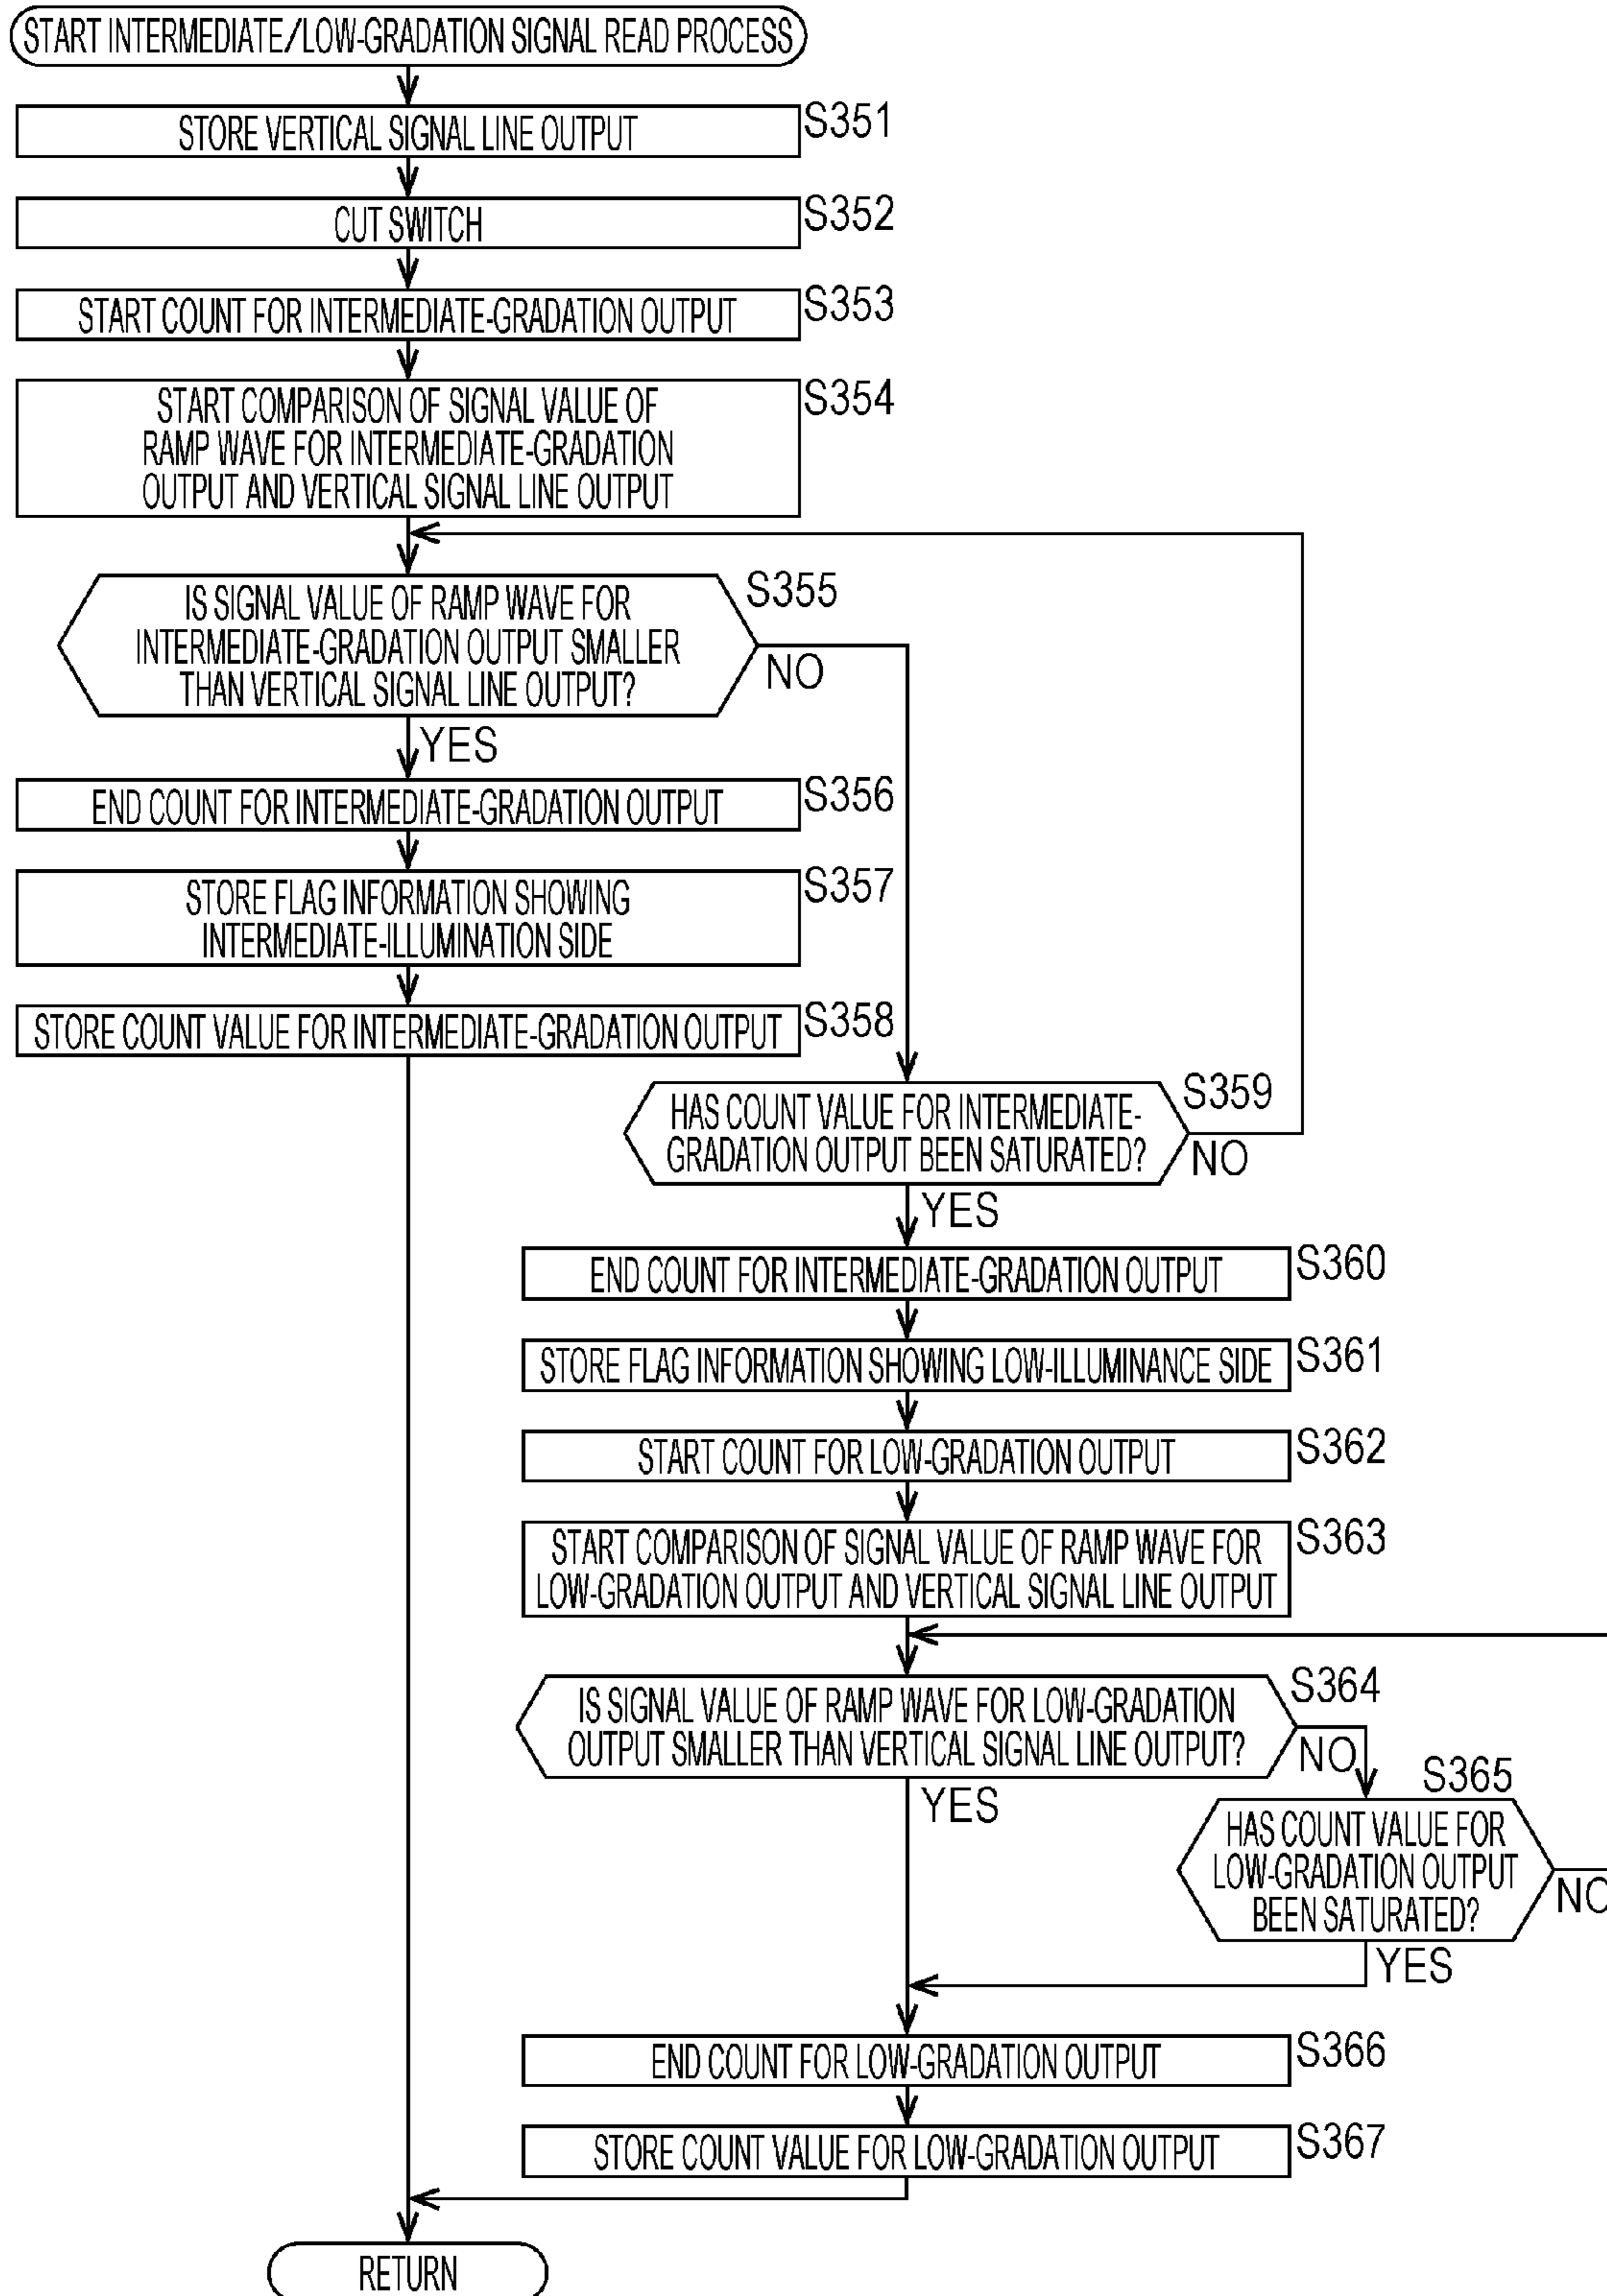 START INTERMEDIATE/LOW-GRADATION SIGNAL READ PROCESS
STORE VERTICAL SIGNAL LINE OUTPUT
S351
CUT SWITCH
S352
START COUNT FOR INTERMEDIATE-GRADATION OUTPUT
S353
START COMPARISON OF SIGNAL VALUE OF
RAMP WAVE FOR INTERMEDIATE-GRADATION
OUTPUT AND VERTICAL SIGNAL LINE OUTPUT
S354
IS SIGNAL VALUE OF RAMP WAVE FOR
INTERMEDIATE-GRADATION OUTPUT SMALLER
THAN VERTICAL SIGNAL LINE OUTPUT?
S355
NO
YES
END COUNT FOR INTERMEDIATE-GRADATION OUTPUT
S356
STORE FLAG INFORMATION SHOWING
INTERMEDIATE-ILLUMINATION SIDE
S357
STORE COUNT VALUE FOR INTERMEDIATE-GRADATION OUTPUT
S358
HAS COUNT VALUE FOR INTERMEDIATE-
GRADATION OUTPUT BEEN SATURATED?
S359
NO
YES
END COUNT FOR INTERMEDIATE-GRADATION OUTPUT
S360
STORE FLAG INFORMATION SHOWING LOW-ILLUMINANCE SIDE
S361
START COUNT FOR LOW-GRADATION OUTPUT
S362
START COMPARISON OF SIGNAL VALUE OF RAMP WAVE FOR
LOW-GRADATION OUTPUT AND VERTICAL SIGNAL LINE OUTPUT
S363
IS SIGNAL VALUE OF RAMP WAVE FOR LOW-GRADATION
OUTPUT SMALLER THAN VERTICAL SIGNAL LINE OUTPUT?
S364
NO
YES
S365
HAS COUNT VALUE FOR
LOW-GRADATION OUTPUT
BEEN SATURATED?
NO
YES
END COUNT FOR LOW-GRADATION OUTPUT
S366
STORE COUNT VALUE FOR LOW-GRADATION OUTPUT
S367
RETURN